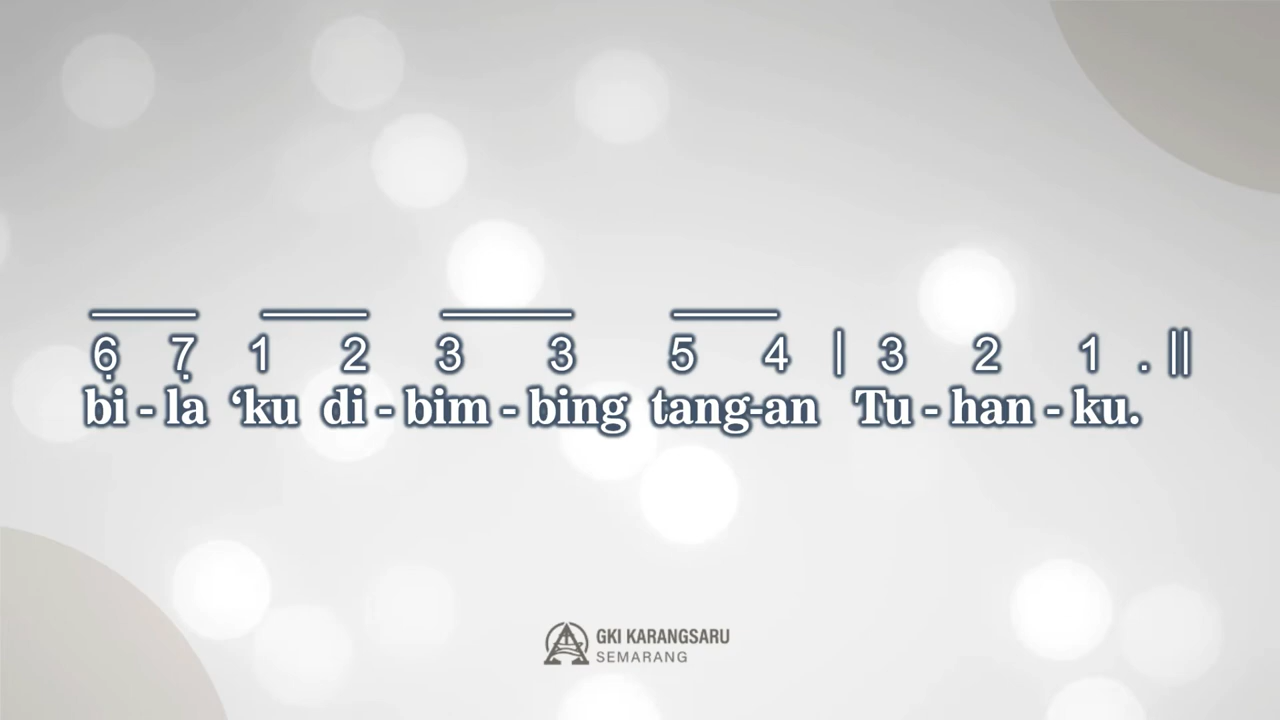 6̣ 7̣ 1 2 3 3 5 4 | 3 2 1 . ||
bi - la ‘ku di - bim - bing tang-an Tu - han - ku.
GKI KARANGSARU
SEMARANG